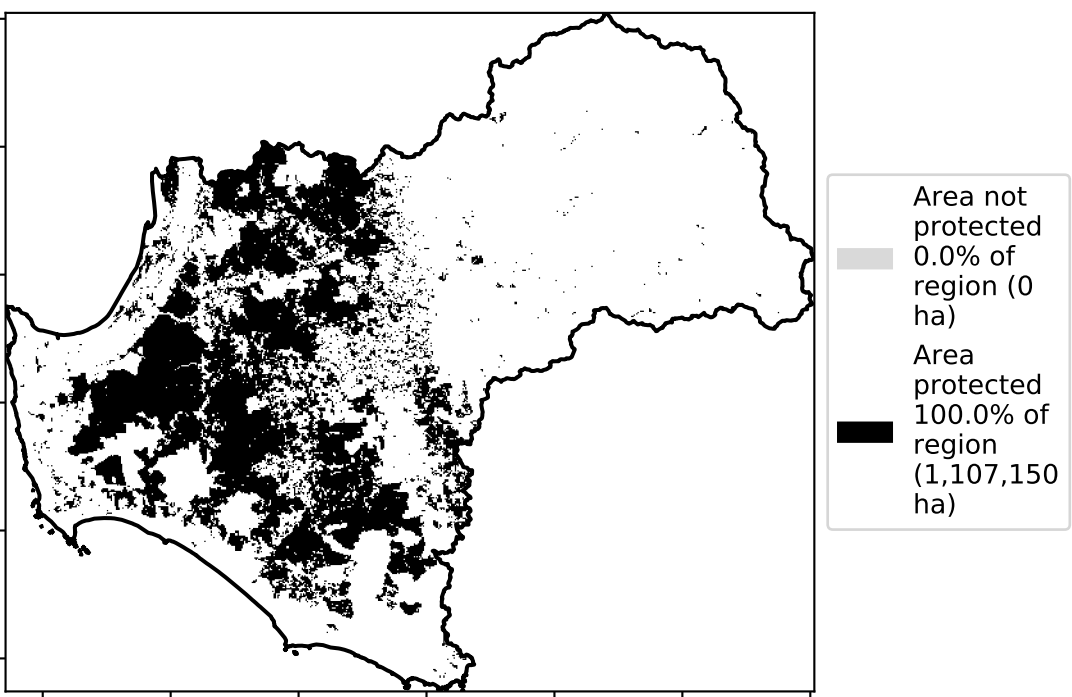 Area not
protected
0.0% of
region (0
ha)
Area
protected
100.0% of
region
(1,107,150
ha)